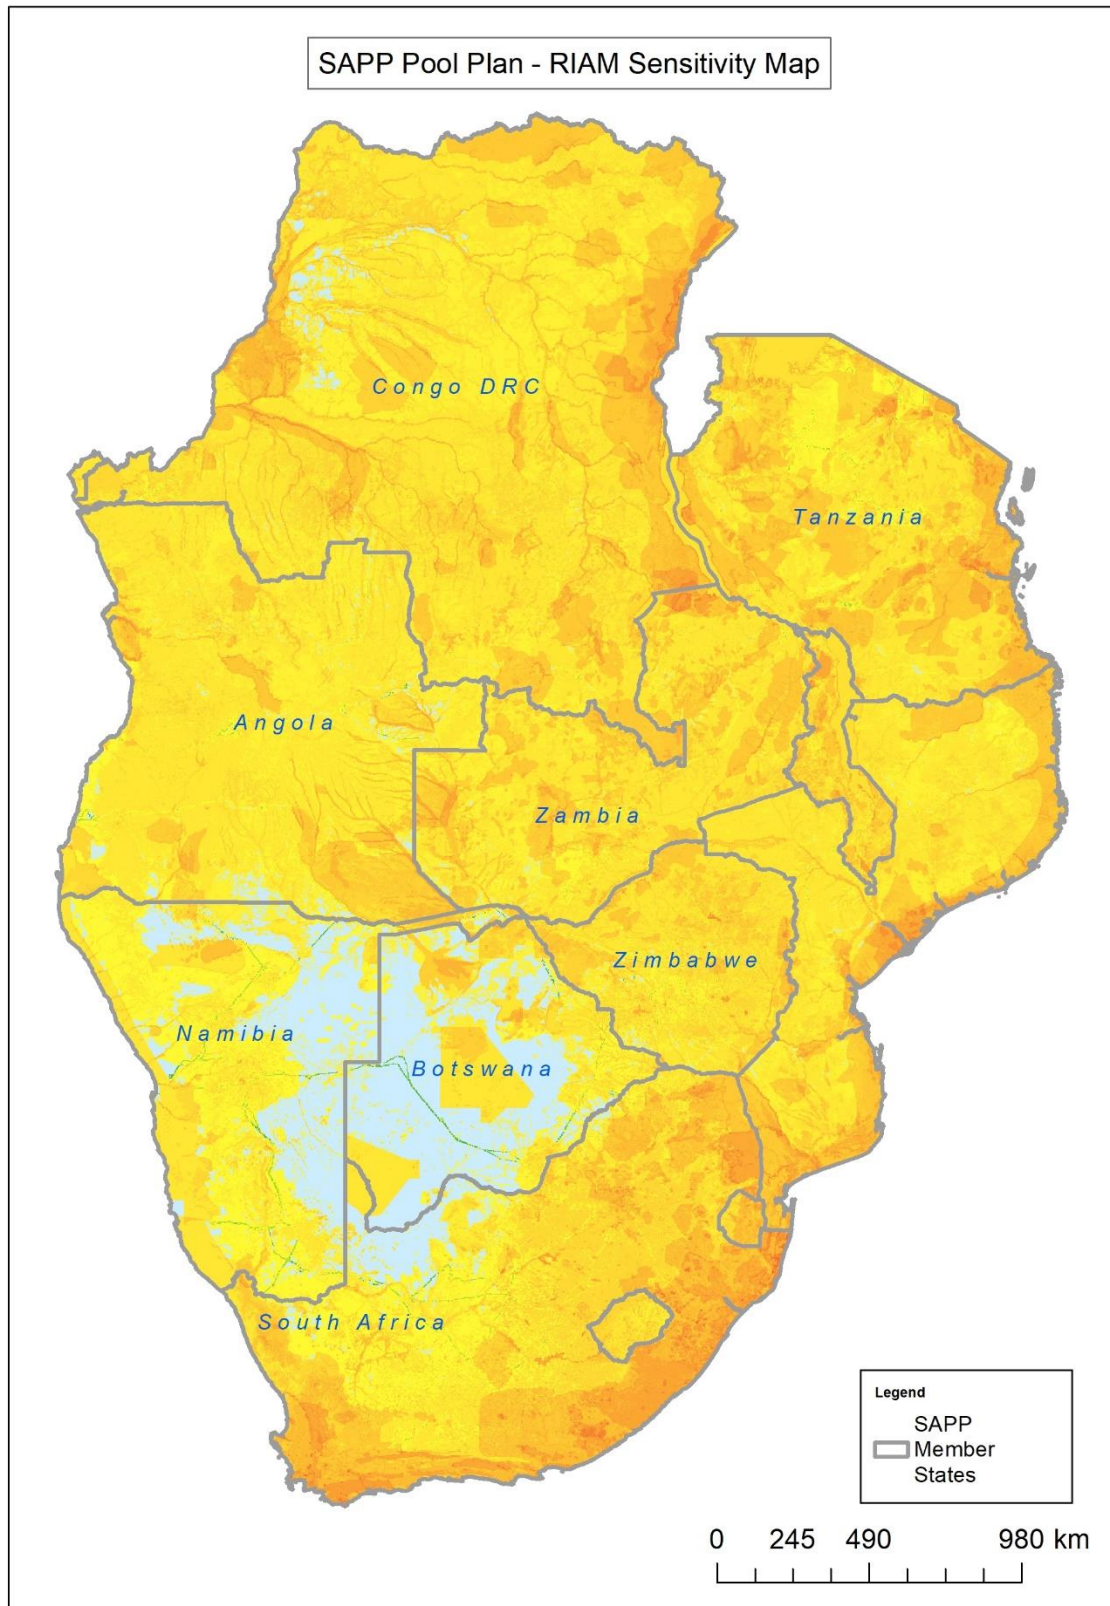 SAPP Pool Plan - RIAM Sensitivity Map
Congo DRC
Tanzania
Angola
Zambia
Zimbabwe
Namibia
Botswana
South Africa
Legend
SAPP
Member
States
0 245 490 980 km